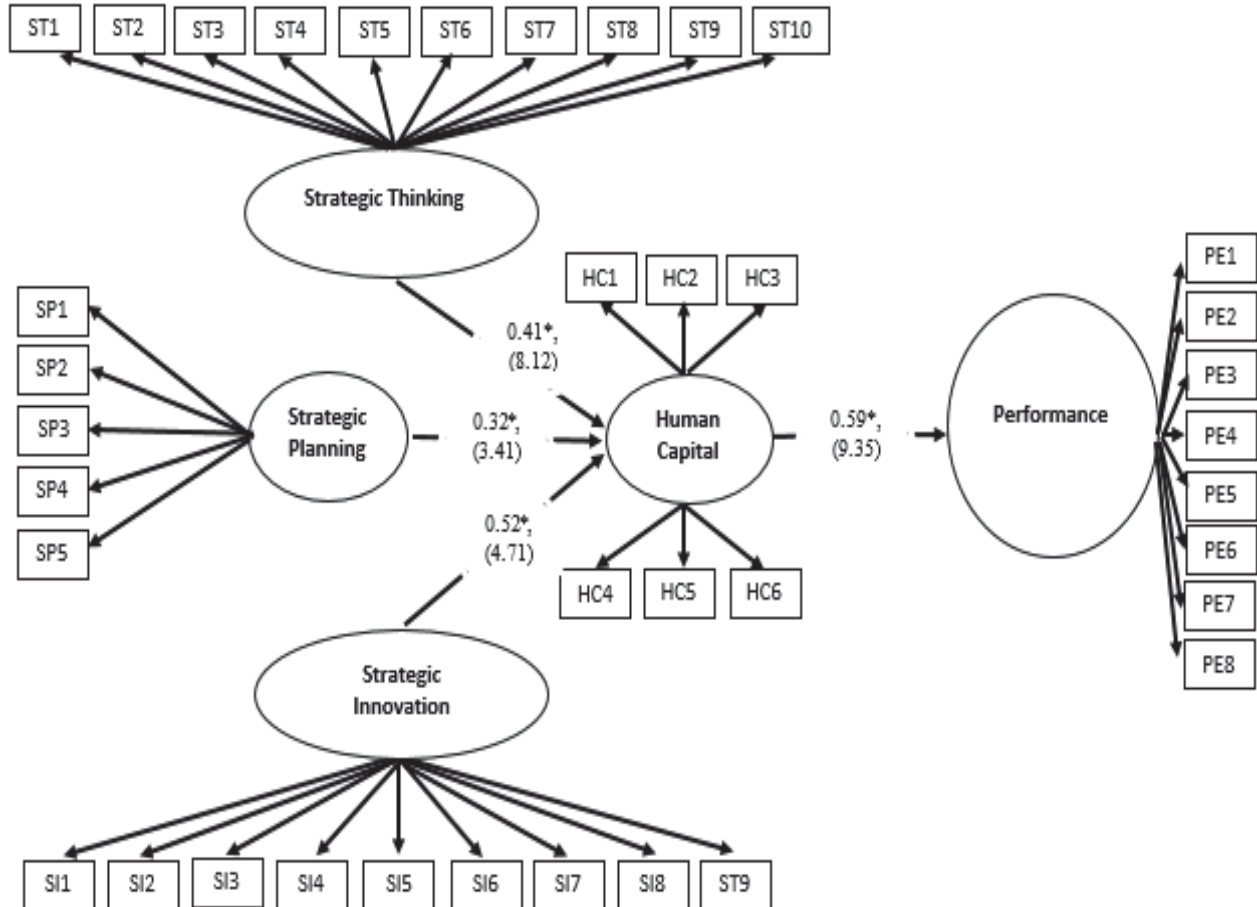 ST1 ST2 ST3 ST4 ST5 ST6 ST7 ST8 ST9 ST10
Strategic Thinking
HC1 HC2 HC3
PE1
PE2
PE3
PE4
PE5
PE6
PE7
PE8
SP1
SP2
SP3
SP4
SP5
0.41*,
(8.12)
Strategic
Planning
0.32*,
(3.41)
Human
Capital
0.59*,
(9.35)
Performance
0.52*,
(4.71)
HC4 HC5 HC6
Strategic
Innovation
SI1 SI2 SI3 SI4 SI5 SI6 SI7 SI8 ST9